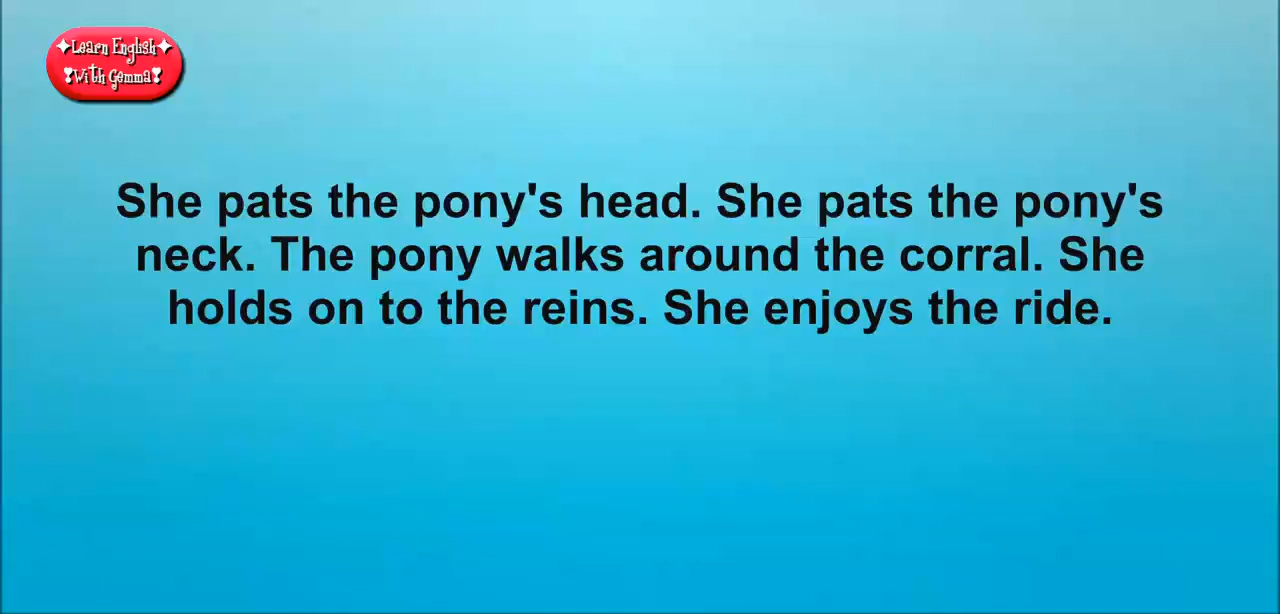 Learn English
With Gemma
She pats the pony's head. She pats the pony's
neck. The pony walks around the corral. She
holds on to the reins. She enjoys the ride.